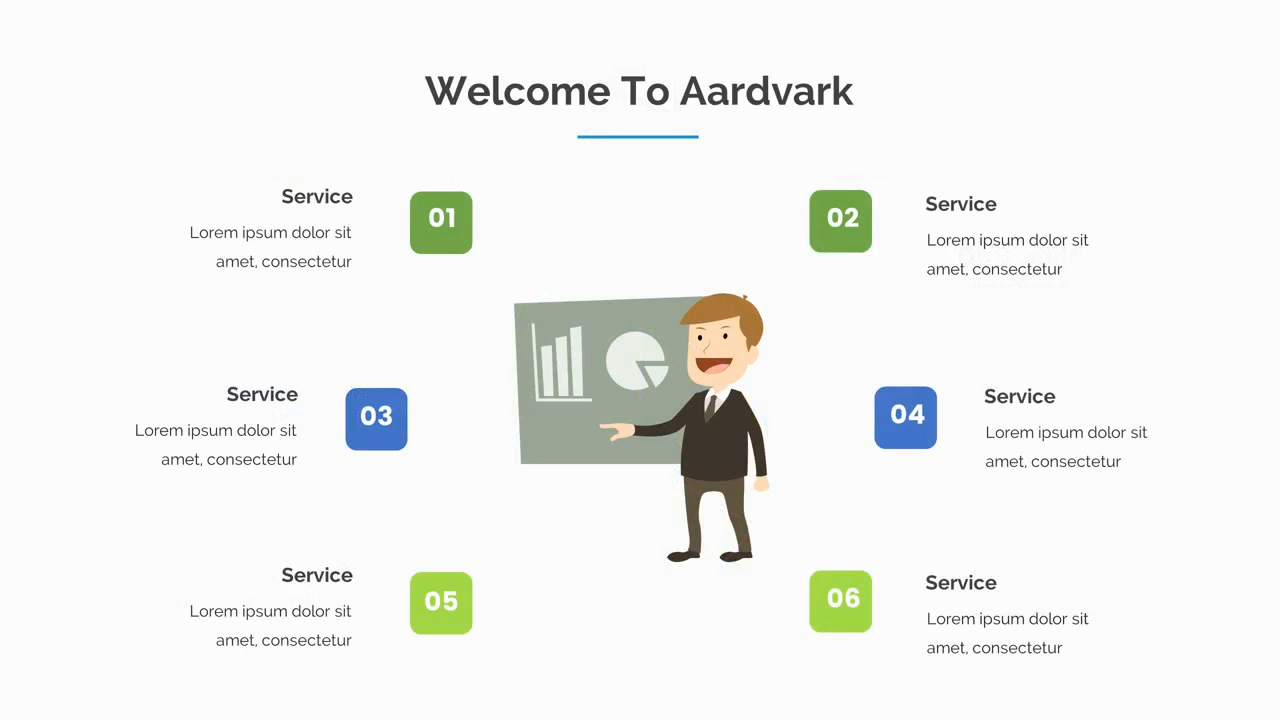 Welcome To Aardvark
Service
Lorem ipsum dolor sit
amet, consectetur
01
02
Service
Lorem ipsum dolor sit
amet, consectetur
Service
Lorem ipsum dolor sit
amet, consectetur
03
04
Service
Lorem ipsum dolor sit
amet, consectetur
Service
Lorem ipsum dolor sit
amet, consectetur
05
06
Service
Lorem ipsum dolor sit
amet, consectetur